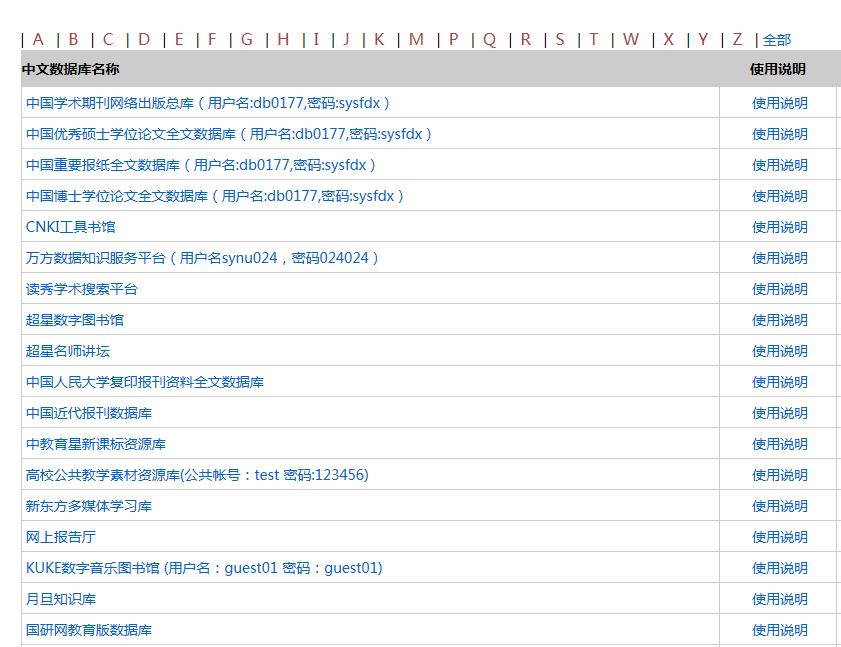 | A | B | C | D | E | F | G | H | I | J | K | M | P | Q | R | S | T | W | X | Y | Z | 全部
中文数据库名称 使用说明
中国学术期刊网络出版总库（用户名:db0177,密码:sysfdx） 使用说明
中国优秀硕士学位论文全文数据库（用户名:db0177,密码:sysfdx） 使用说明
中国重要报纸全文数据库（用户名:db0177,密码:sysfdx） 使用说明
中国博士学位论文全文数据库（用户名:db0177,密码:sysfdx） 使用说明
CNKI工具书馆 使用说明
万方数据知识服务平台（用户名synu024，密码024024） 使用说明
读秀学术搜索平台 使用说明
超星数字图书馆 使用说明
超星名师讲坛 使用说明
中国人民大学复印报刊资料全文数据库 使用说明
中国近代报刊数据库 使用说明
中教育星新课标资源库 使用说明
高校公共教学素材资源库(公共帐号：test 密码:123456) 使用说明
新东方多媒体学习库 使用说明
网上报告厅 使用说明
KUKE数字音乐图书馆 (用户名：guest01 密码：guest01) 使用说明
月旦知识库 使用说明
国研网教育版数据库 使用说明